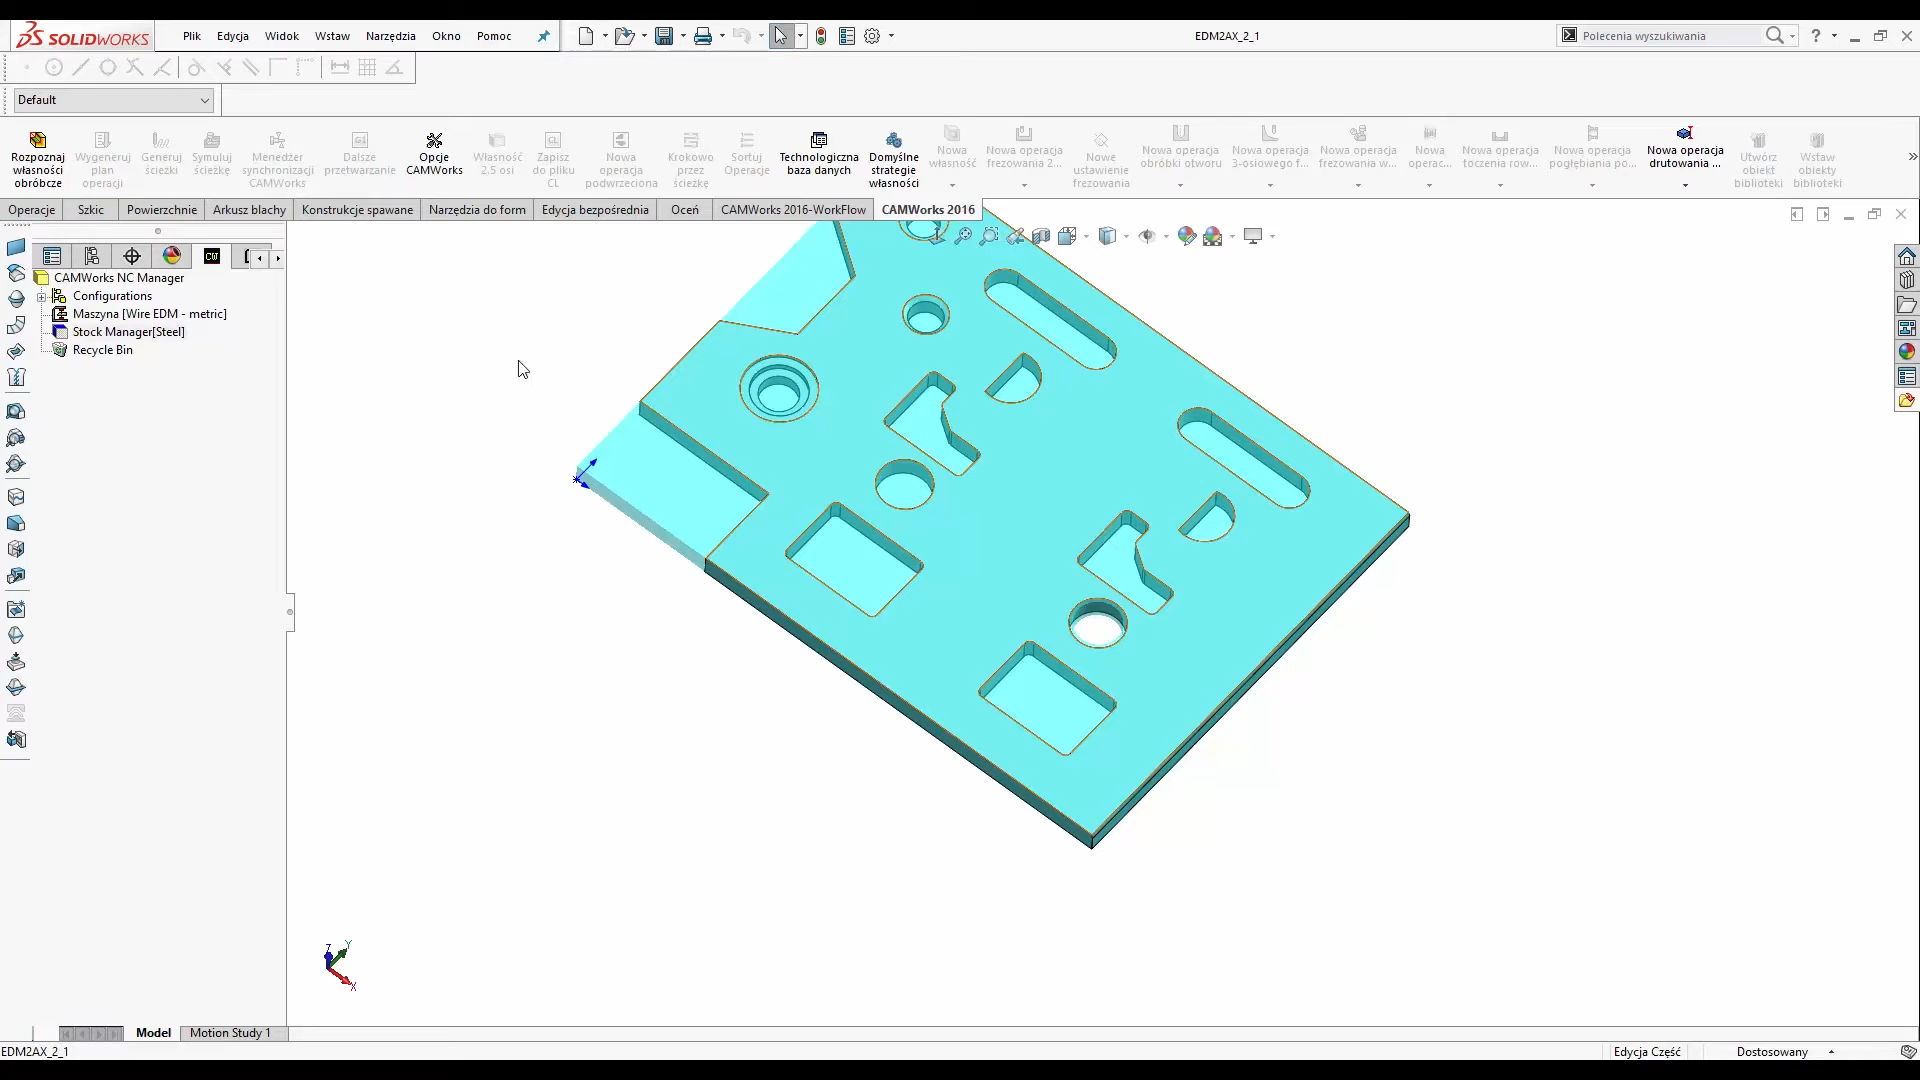 SOLIDWORKS
Plik Edycja Widok Wstaw Narzędzia Okno Pomoc
EDM2AX_2_1
Polecenia wyszukiwania
?
Default
Rozpoznaj własności obróbcze
Wygeneruj plan operacji
Generuj ścieżki
Symuluj ścieżkę
Menedżer synchronizacji CAMWorks
Dalsze przetwarzanie
Opcje CAMWorks
Własność 2.5 osi
Zapisz do pliku CL
Nowa operacja podwrzeciona
Krokowo przez ścieżkę
Sortuj Operacje
Technologiczna baza danych
Domyślne strategie własności
Nowa własność
Nowa operacja frezowania 2...
Nowe ustawienie frezowania
Nowa operacja obróbki otworu
Nowa operacja 3-osiowego f...
Nowa operacja frezowania w...
Nowa operac...
Nowa operacja toczenia row...
Nowa operacja pogłębiania po...
Nowa operacja drutowania ...
Utwórz obiekt biblioteki
Wstaw obiekty biblioteki
Operacje Szkic Powierzchnie Arkusz blachy Konstrukcje spawane Narzędzia do form Edycja bezpośrednia Oceń CAMWorks 2016-WorkFlow CAMWorks 2016
CAMWorks NC Manager
Configurations
Maszyna [Wire EDM - metric]
Stock Manager[Steel]
Recycle Bin
Z Y X
Model Motion Study 1
EDM2AX_2_1
Edycja Część
Dostosowany